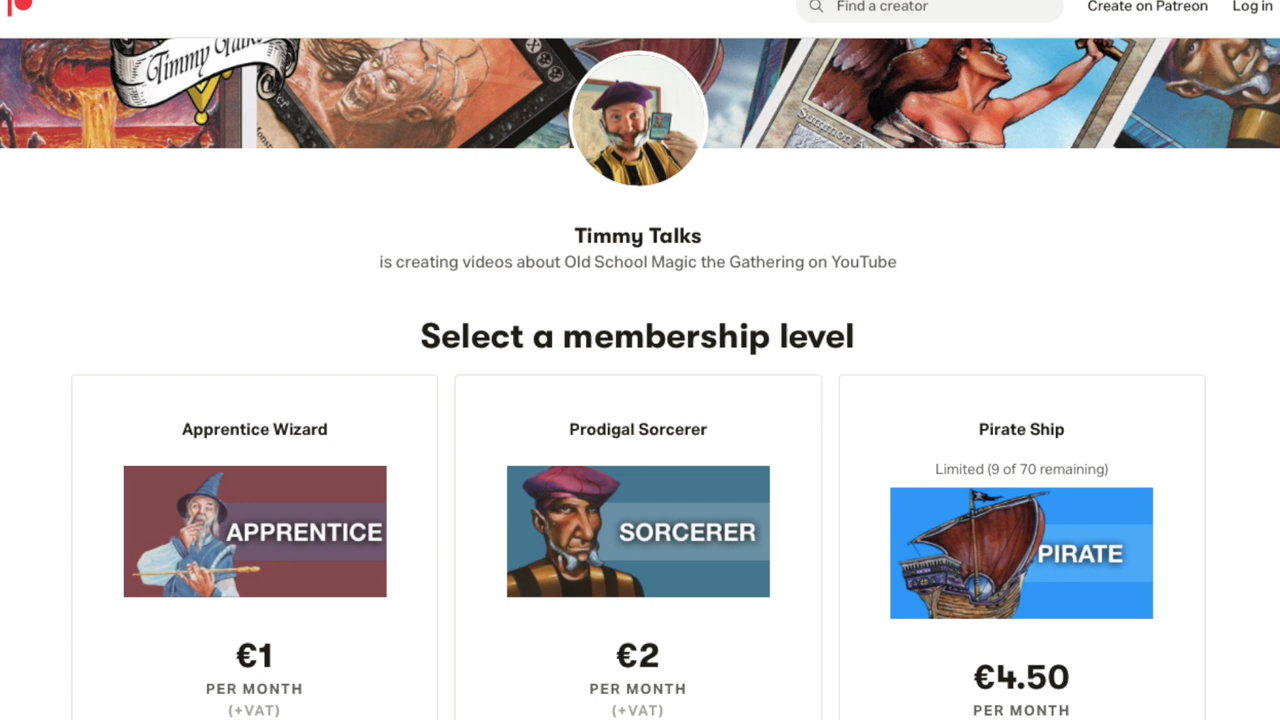 Find a creator
Create on Patreon
Log in
Timmy Talks
Summon A
Timmy Talks
is creating videos about Old School Magic the Gathering on YouTube
Select a membership level
Apprentice Wizard
APPRENTICE
€1
PER MONTH
(+VAT)
Prodigal Sorcerer
SORCERER
€2
PER MONTH
(+VAT)
Pirate Ship
Limited (9 of 70 remaining)
PIRATE
€4.50
PER MONTH